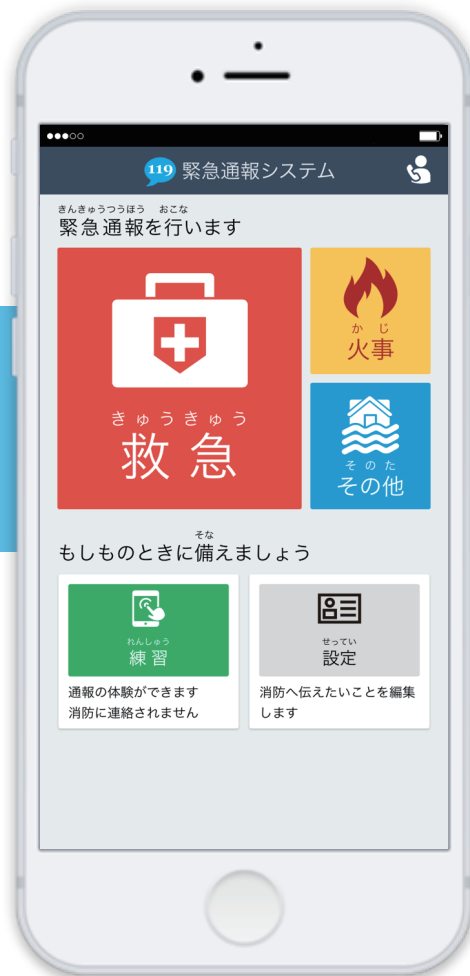 119 緊急通報システム
きんきゅうつうほう おこな
緊急通報を行います
きゅうきゅう
救急
かじ
火事
そのた
その他
そな
もしものときに備えましょう
れんしゅう
練習
通報の体験ができます
消防に連絡されません
せってい
設定
消防へ伝えたいことを編集
します